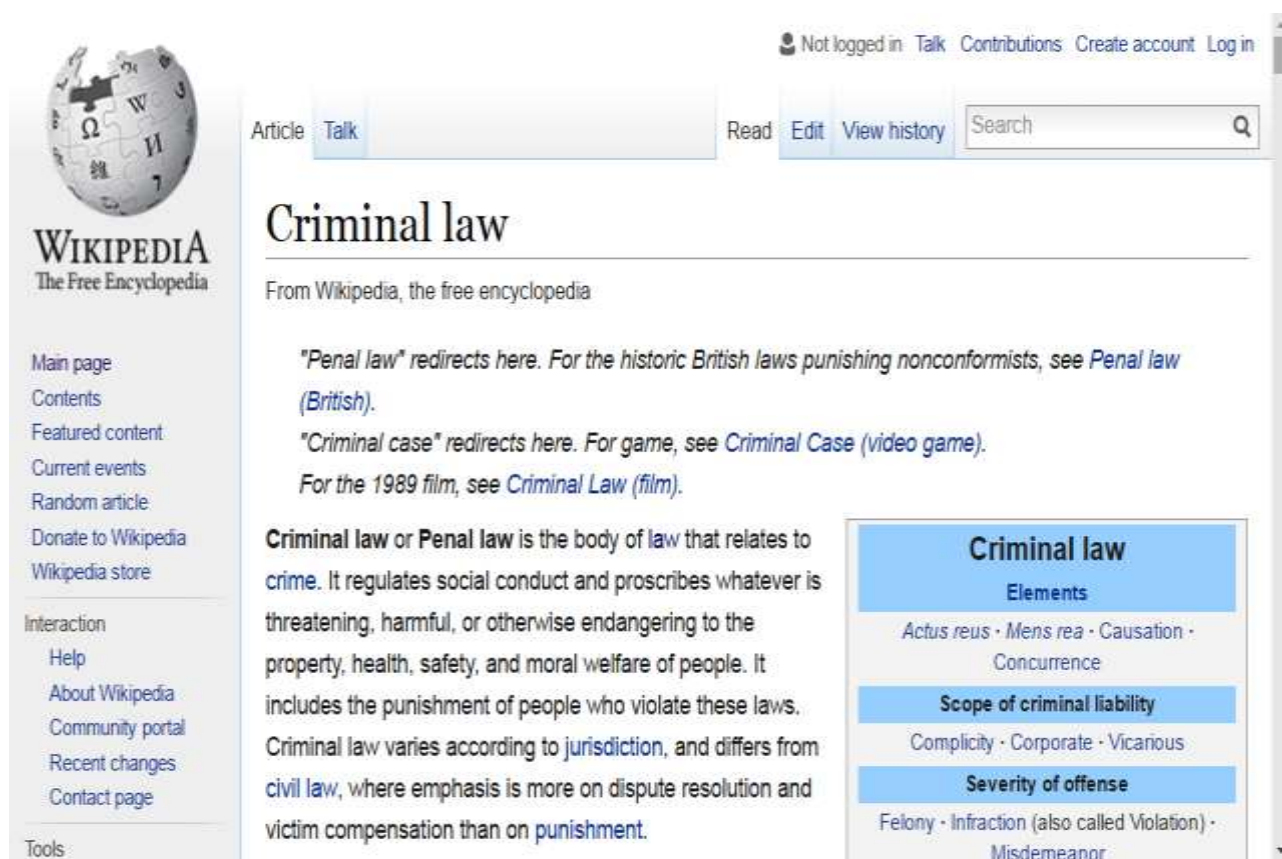 Not logged in Talk Contributions Create account Log in
Article Talk Read Edit View history Search
WIKIPEDIA
The Free Encyclopedia
Main page
Contents
Featured content
Current events
Random article
Donate to Wikipedia
Wikipedia store
Interaction
Help
About Wikipedia
Community portal
Recent changes
Contact page
Tools
Criminal law
From Wikipedia, the free encyclopedia
"Penal law" redirects here. For the historic British laws punishing nonconformists, see Penal law
(British).
"Criminal case" redirects here. For game, see Criminal Case (video game).
For the 1989 film, see Criminal Law (film).
Criminal law or Penal law is the body of law that relates to
crime. It regulates social conduct and proscribes whatever is
threatening, harmful, or otherwise endangering to the
property, health, safety, and moral welfare of people. It
includes the punishment of people who violate these laws.
Criminal law varies according to jurisdiction, and differs from
civil law, where emphasis is more on dispute resolution and
victim compensation than on punishment.
Criminal law
Elements
Actus reus · Mens rea · Causation ·
Concurrence
Scope of criminal liability
Complicity · Corporate · Vicarious
Severity of offense
Felony · Infraction (also called Violation) ·
Misdemeanor